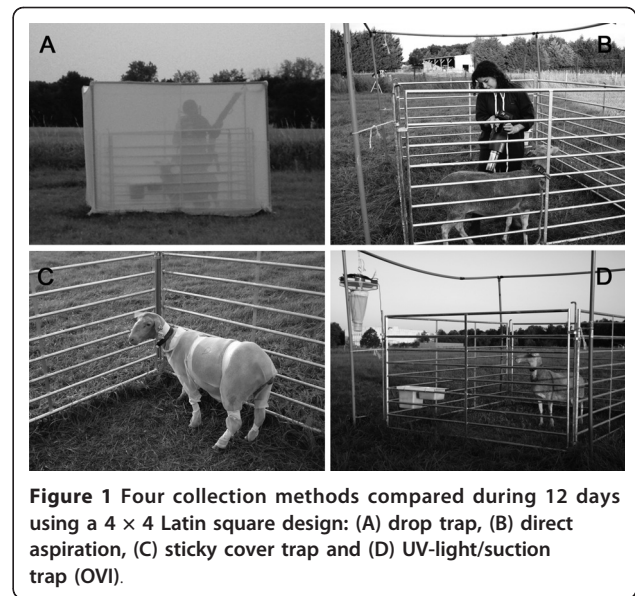 A
B
C
D
Figure 1 Four collection methods compared during 12 days
using a 4 × 4 Latin square design: (A) drop trap, (B) direct
aspiration, (C) sticky cover trap and (D) UV-light/suction
trap (OVI).